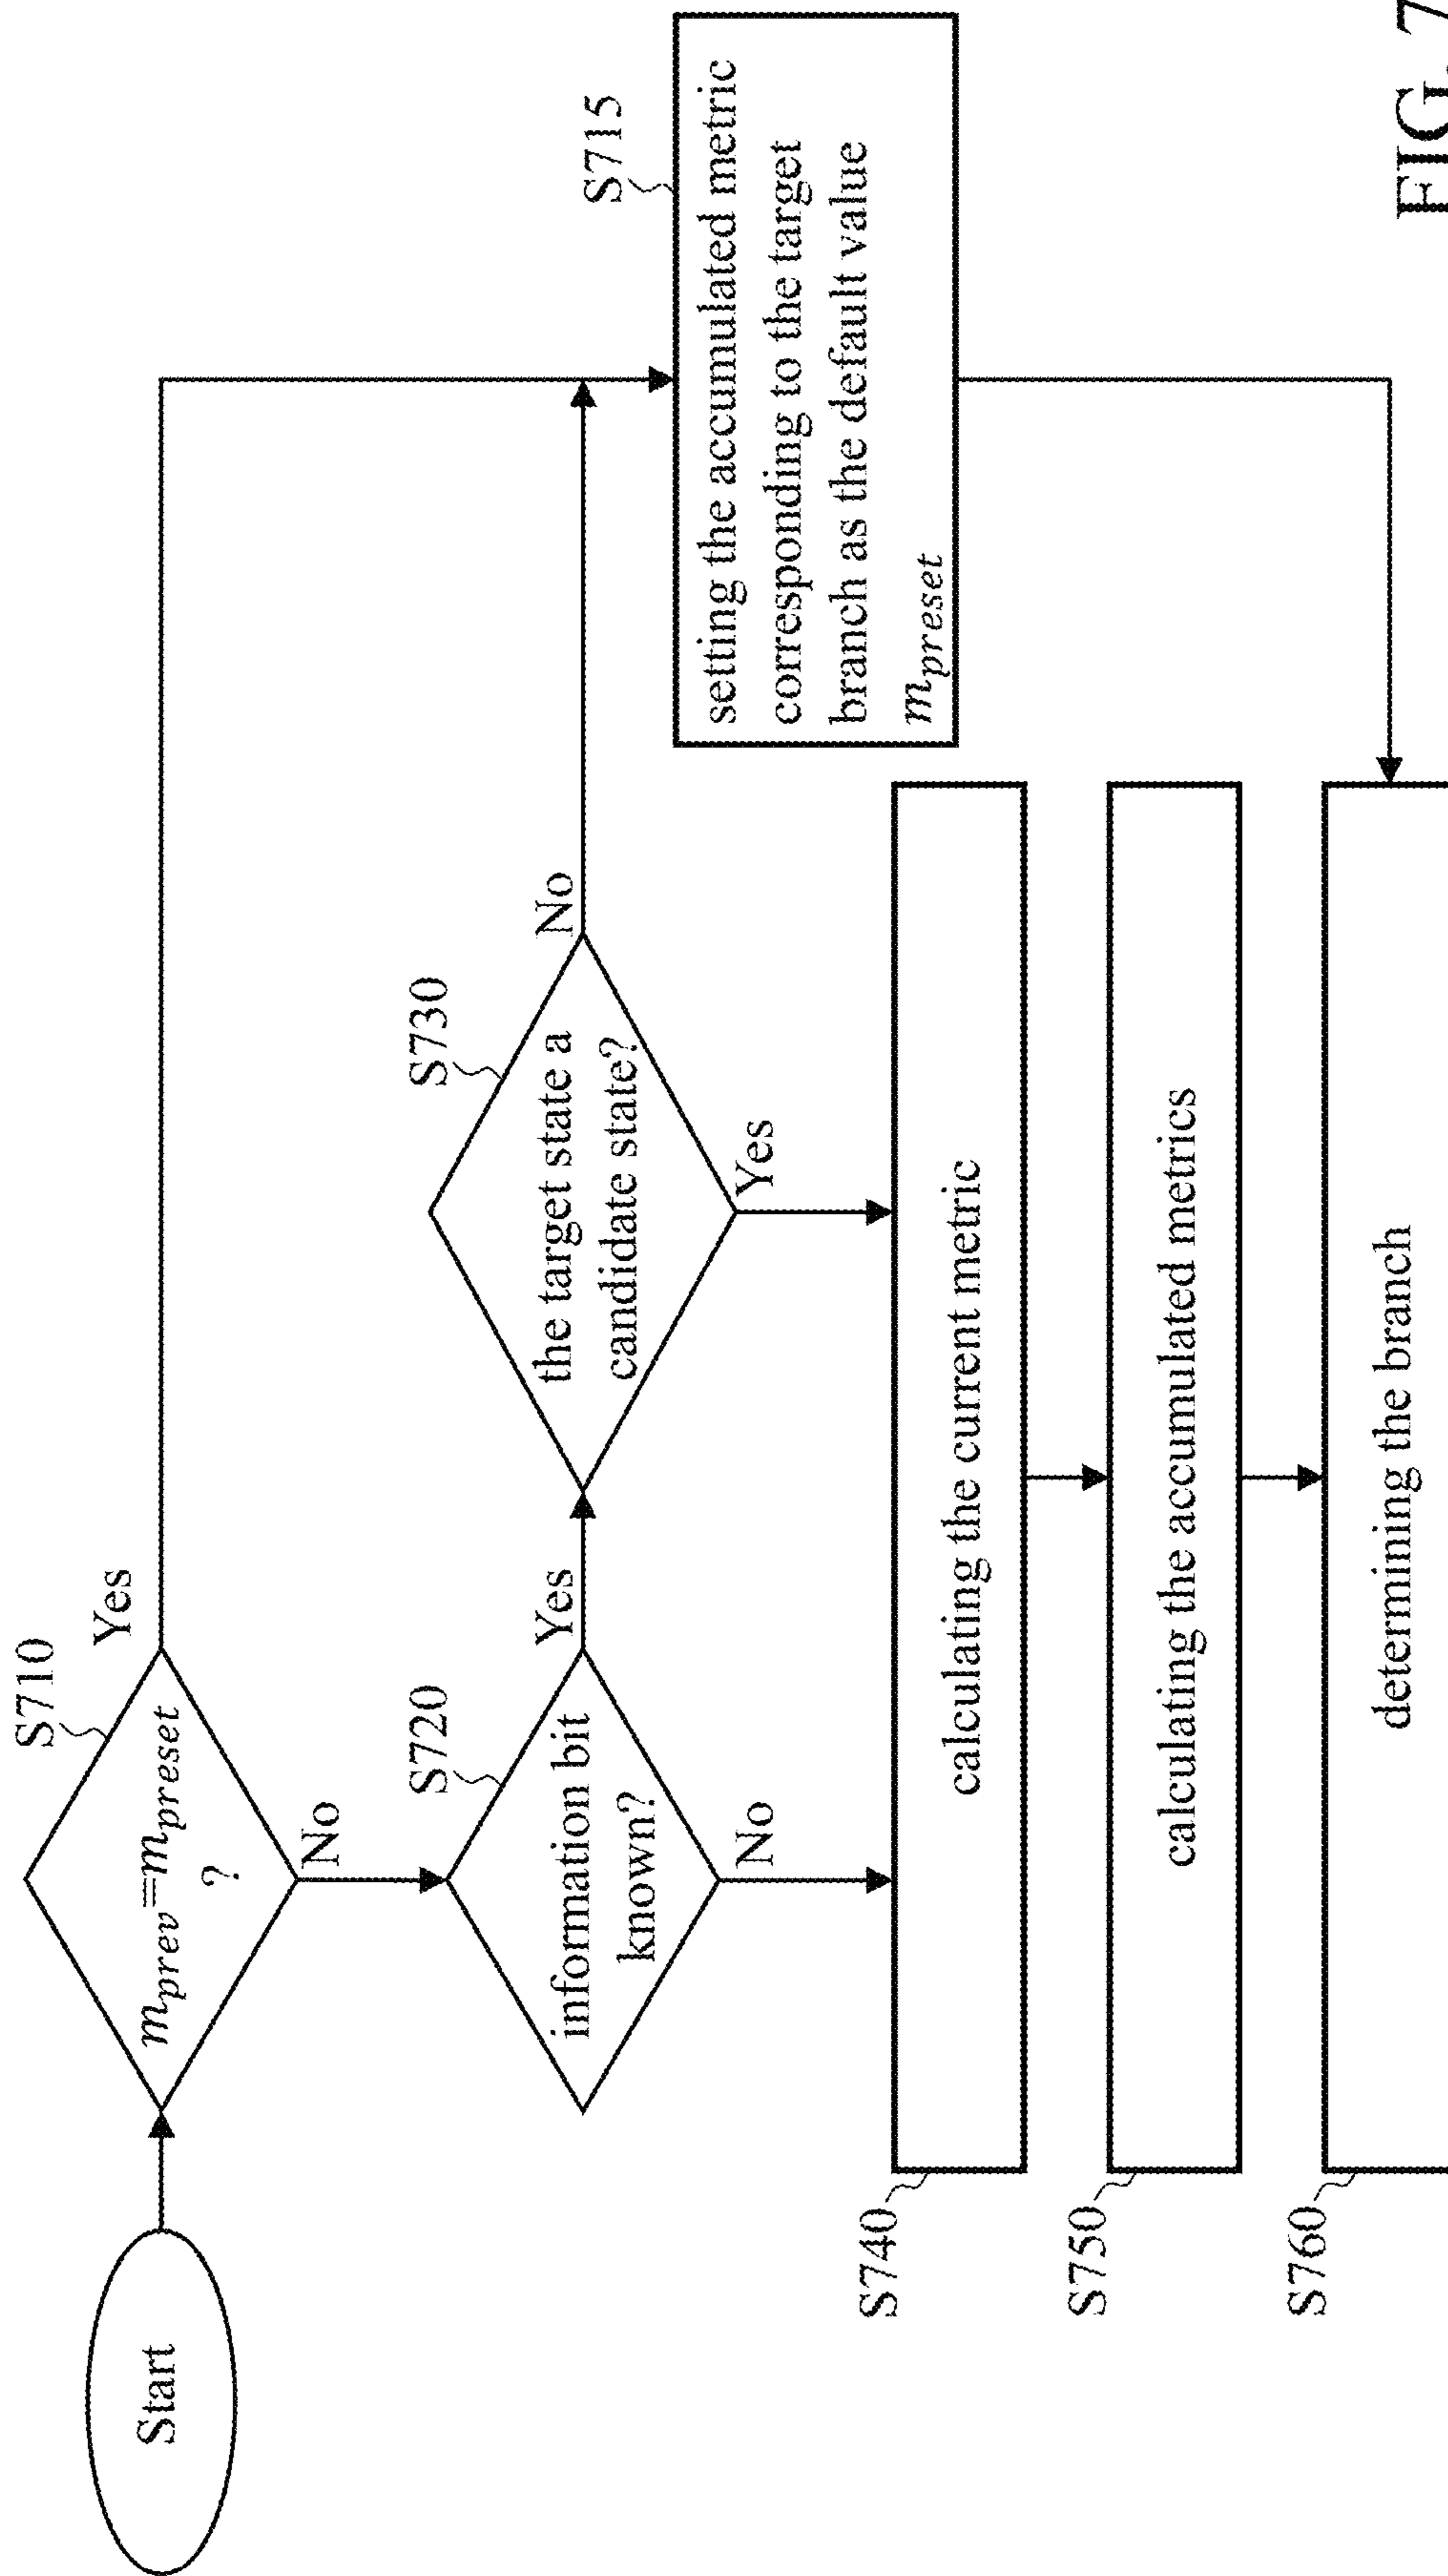 Start
S710
m_prev==m_preset
?
Yes
No
S720
information bit
known?
Yes
No
S730
the target state a
candidate state?
No
Yes
S715
setting the accumulated metric
corresponding to the target
branch as the default value
m_preset
S740
calculating the current metric
S750
calculating the accumulated metrics
S760
determining the branch
FIG. 7